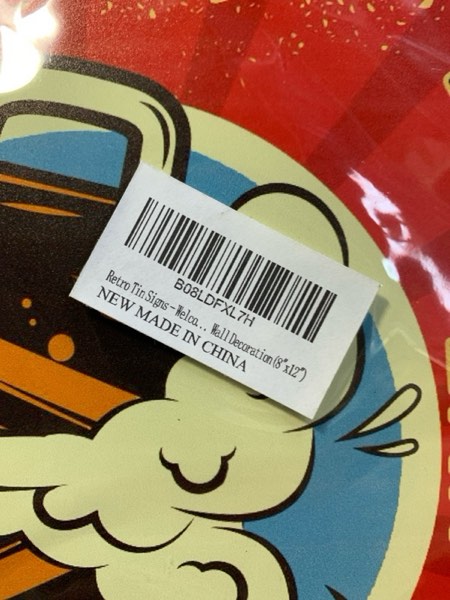 B08LDFXL7H
Retro Tin Signs-Welco... Wall Decoration(8"x12")
NEW MADE IN CHINA